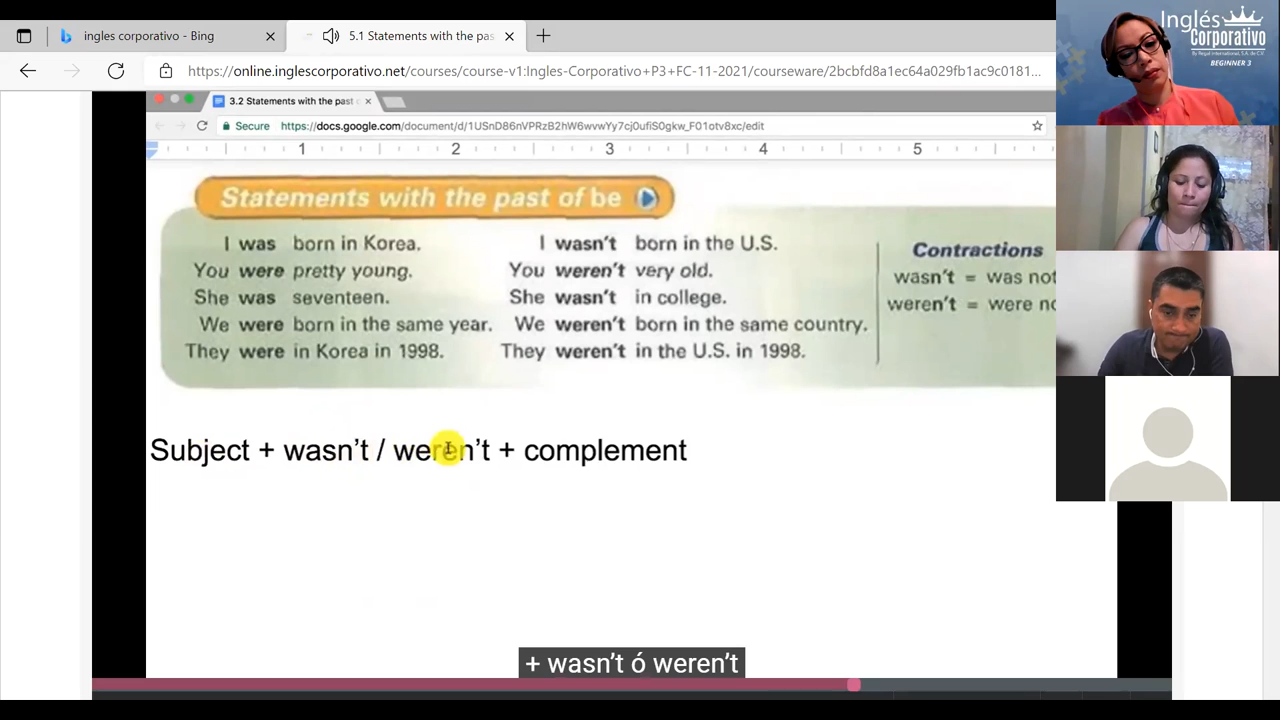 ingles corporativo - Bing
5.1 Statements with the pas
https://online.inglescorporativo.net/courses/course-v1:Ingles-Corporativo+P3+FC-11-2021/courseware/2bcbfd8a1ec64a029fb1ac9c0181...
3.2 Statements with the past
Secure https://docs.google.com/document/d/1USnD86nVPRzB2hW6wvwYy7cj0ufiS0gkw_F01otv8xc/edit
1 2 3 4 5
Statements with the past of be
I was born in Korea. I wasn't born in the U.S.
You were pretty young. You weren't very old.
She was seventeen. She wasn't in college.
We were born in the same year. We weren't born in the same country.
They were in Korea in 1998. They weren't in the U.S. in 1998.
Contractions
wasn't = was not
weren't = were no
Subject + wasn't / weren't + complement
+ wasn't ó weren't
Inglés
Corporativo
By Regal International, S.A. de C.V.
BEGINNER 3